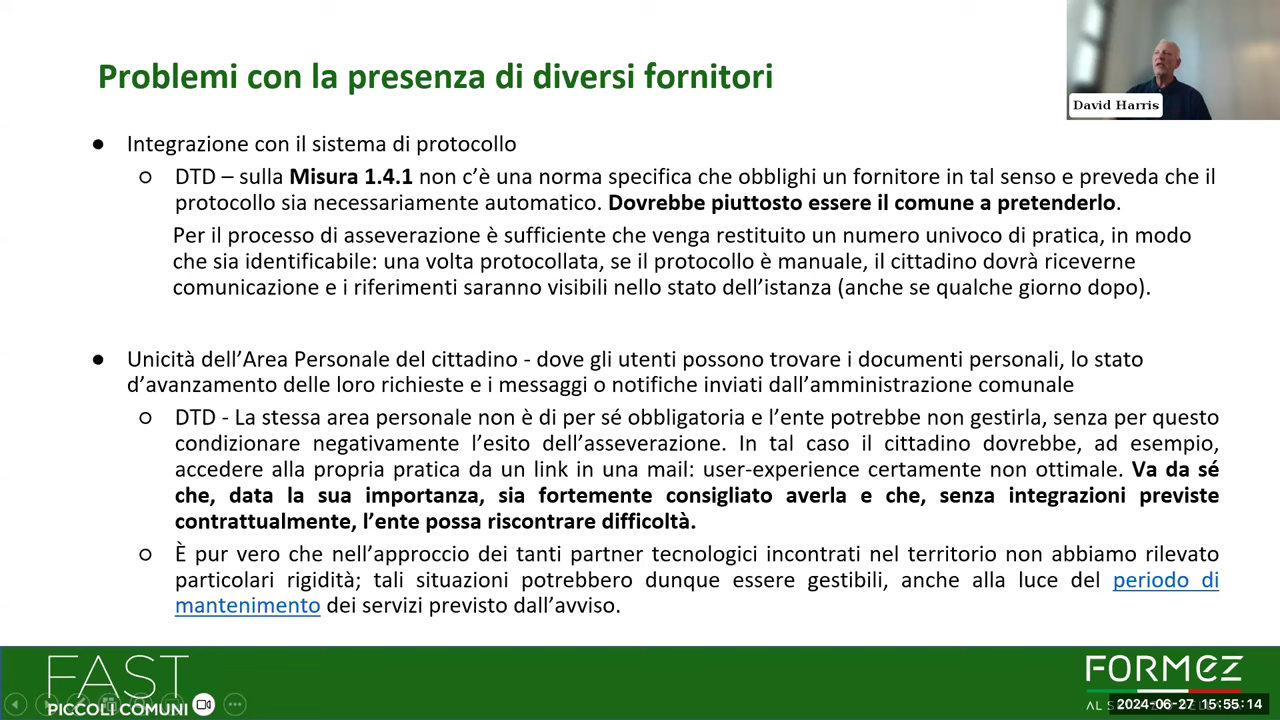 Problemi con la presenza di diversi fornitori
David Harris
● Integrazione con il sistema di protocollo
○ DTD – sulla Misura 1.4.1 non c’è una norma specifica che obblighi un fornitore in tal senso e preveda che il
protocollo sia necessariamente automatico. Dovrebbe piuttosto essere il comune a pretenderlo.
Per il processo di asseverazione è sufficiente che venga restituito un numero univoco di pratica, in modo
che sia identificabile: una volta protocollata, se il protocollo è manuale, il cittadino dovrà riceverne
comunicazione e i riferimenti saranno visibili nello stato dell’istanza (anche se qualche giorno dopo).
● Unicità dell’Area Personale del cittadino - dove gli utenti possono trovare i documenti personali, lo stato
d’avanzamento delle loro richieste e i messaggi o notifiche inviati dall’amministrazione comunale
○ DTD - La stessa area personale non è di per sé obbligatoria e l’ente potrebbe non gestirla, senza per questo
condizionare negativamente l’esito dell’asseverazione. In tal caso il cittadino dovrebbe, ad esempio,
accedere alla propria pratica da un link in una mail: user-experience certamente non ottimale. Va da sé
che, data la sua importanza, sia fortemente consigliato averla e che, senza integrazioni previste
contrattualmente, l’ente possa riscontrare difficoltà.
○ È pur vero che nell’approccio dei tanti partner tecnologici incontrati nel territorio non abbiamo rilevato
particolari rigidità; tali situazioni potrebbero dunque essere gestibili, anche alla luce del periodo di
mantenimento dei servizi previsto dall’avviso.
FAST
PICCOLI COMUNI
FORMEZ
2024-06-27 15:55:14